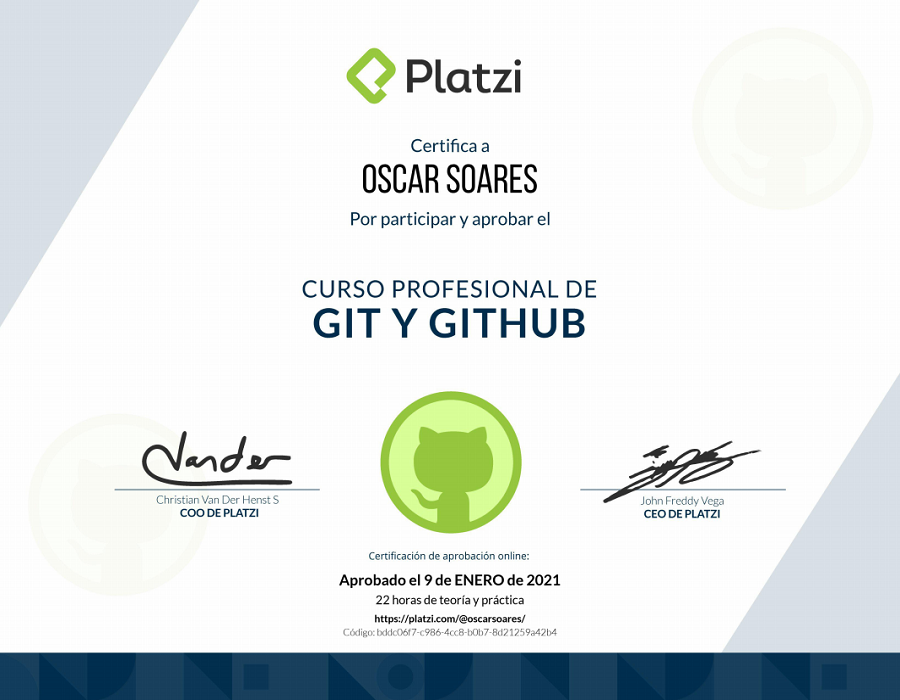 Platzi
Certifica a
OSCAR SOARES
Por participar y aprobar el
CURSO PROFESIONAL DE
GIT Y GITHUB
Vander
Christian Van Der Henst S
COO DE PLATZI
John Freddy Vega
CEO DE PLATZI
Certificación de aprobación online:
Aprobado el 9 de ENERO de 2021
22 horas de teoría y práctica
https://platzi.com/@oscarsoares/
Código: bddc06f7-c986-4cc8-b0b7-8d21259a42b4